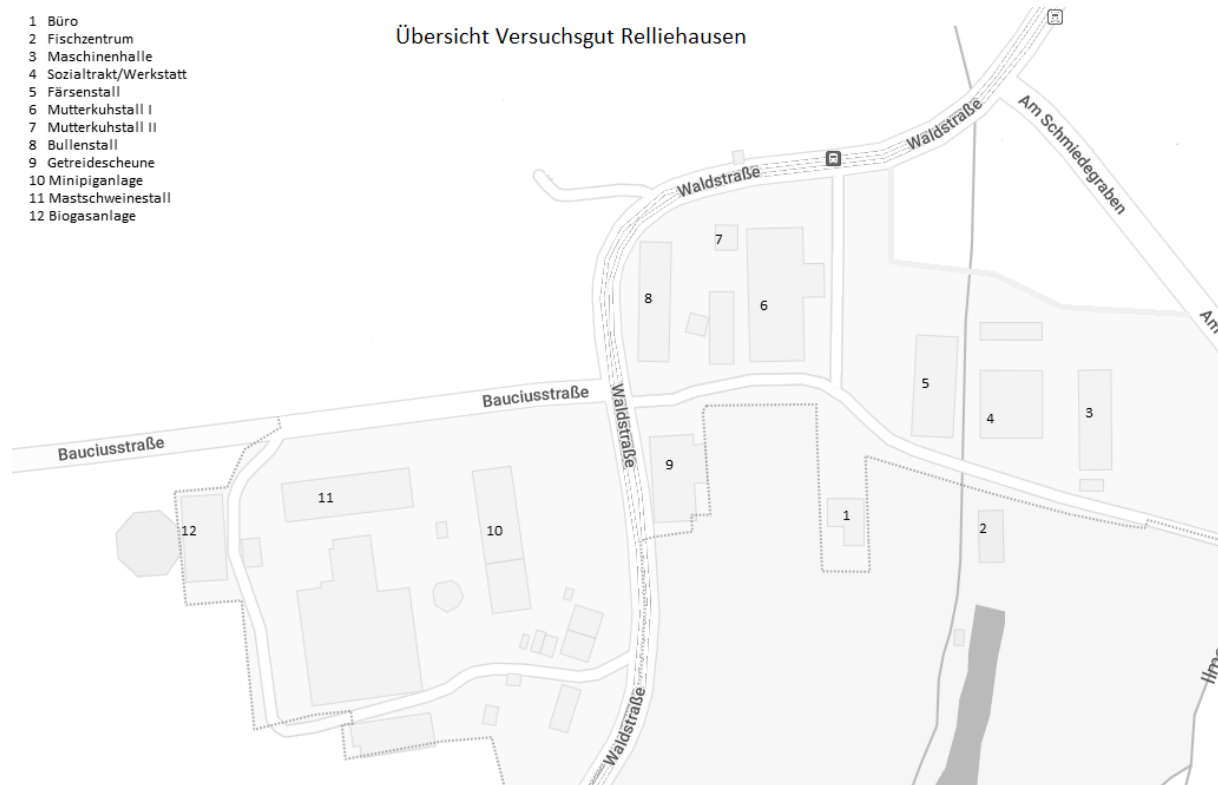 Übersicht Versuchsgut Relliehausen
1 Büro
2 Fischzentrum
3 Maschinenhalle
4 Sozialtrakt/Werkstatt
5 Färsenstall
6 Mutterkuhstall I
7 Mutterkuhstall II
8 Bullenstall
9 Getreidescheune
10 Minipiganlage
11 Mastschweinestall
12 Biogasanlage
Waldstraße
Am Schmiedegraben
Waldstraße
7
8
6
Am
5
Bauciusstraße
Waldstraße
4
3
Bauciusstraße
9
11
12
10
1
2
Ilme
Waldstraße